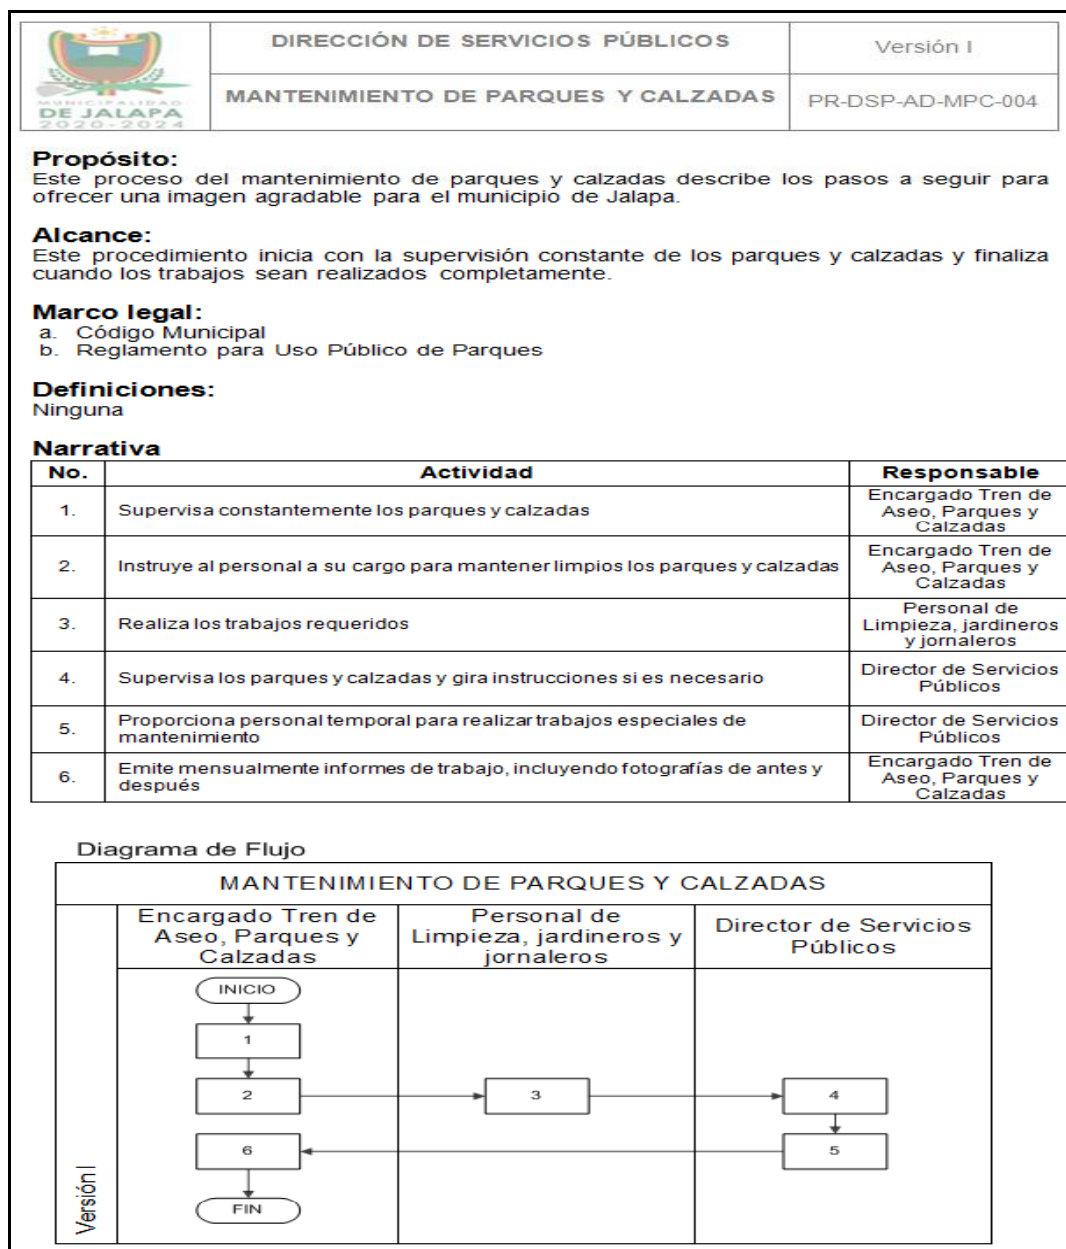 DIRECCIÓN DE SERVICIOS PÚBLICOS
Versión I
MUNICIPALIDAD
DE JALAPA
2020-2024
MANTENIMIENTO DE PARQUES Y CALZADAS
PR-DSP-AD-MPC-004
Propósito:
Este proceso del mantenimiento de parques y calzadas describe los pasos a seguir para
ofrecer una imagen agradable para el municipio de Jalapa.
Alcance:
Este procedimiento inicia con la supervisión constante de los parques y calzadas y finaliza
cuando los trabajos sean realizados completamente.
Marco legal:
a. Código Municipal
b. Reglamento para Uso Público de Parques
Definiciones:
Ninguna
Narrativa
No. Actividad Responsable
1. Supervisa constantemente los parques y calzadas
Encargado Tren de
Aseo, Parques y
Calzadas
2. Instruye al personal a su cargo para mantener limpios los parques y calzadas
Encargado Tren de
Aseo, Parques y
Calzadas
3. Realiza los trabajos requeridos
Personal de
Limpieza, jardineros
y jornaleros
4. Supervisa los parques y calzadas y gira instrucciones si es necesario
Director de Servicios
Públicos
5. Proporciona personal temporal para realizar trabajos especiales de
mantenimiento
Director de Servicios
Públicos
6. Emite mensualmente informes de trabajo, incluyendo fotografías de antes y
después
Encargado Tren de
Aseo, Parques y
Calzadas
Diagrama de Flujo
MANTENIMIENTO DE PARQUES Y CALZADAS
Encargado Tren de
Aseo, Parques y
Calzadas
Personal de
Limpieza, jardineros y
jornaleros
Director de Servicios
Públicos
INICIO
1
2
3
4
6
5
FIN
Versión I